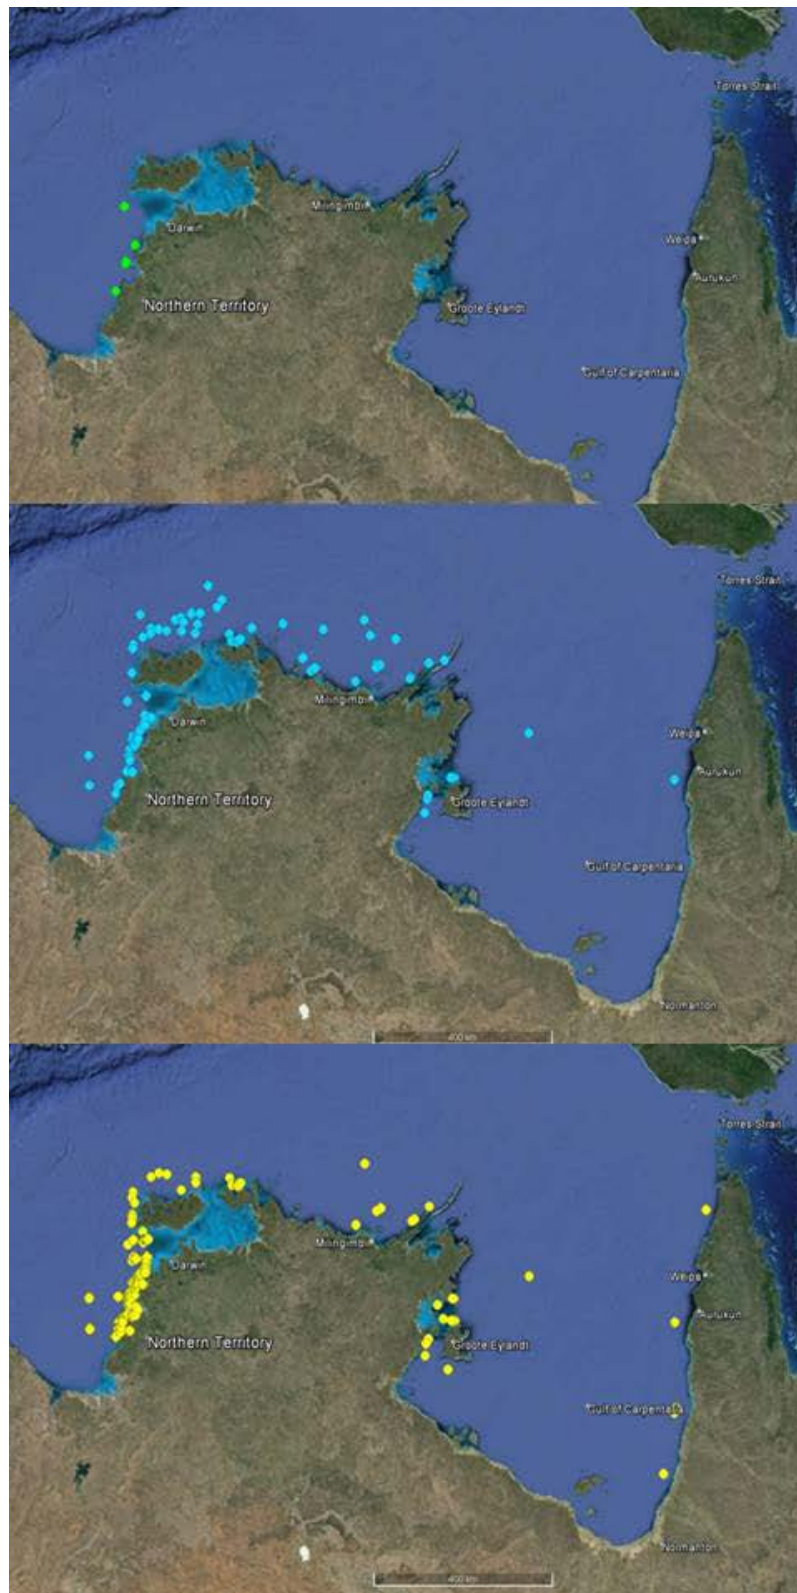 Torres Strait
Milingimbi
Darwin
Weipa
Aurukun
Northern Territory
Groote Eylandt
Gulf of Carpentaria
Torres Strait
Milingimbi
Darwin
Weipa
Aurukun
Northern Territory
Groote Eylandt
Gulf of Carpentaria
Normanton
400 km
Torres Strait
Milingimbi
Darwin
Weipa
Aurukun
Northern Territory
Groote Eylandt
Gulf of Carpentaria
Normanton
400 km